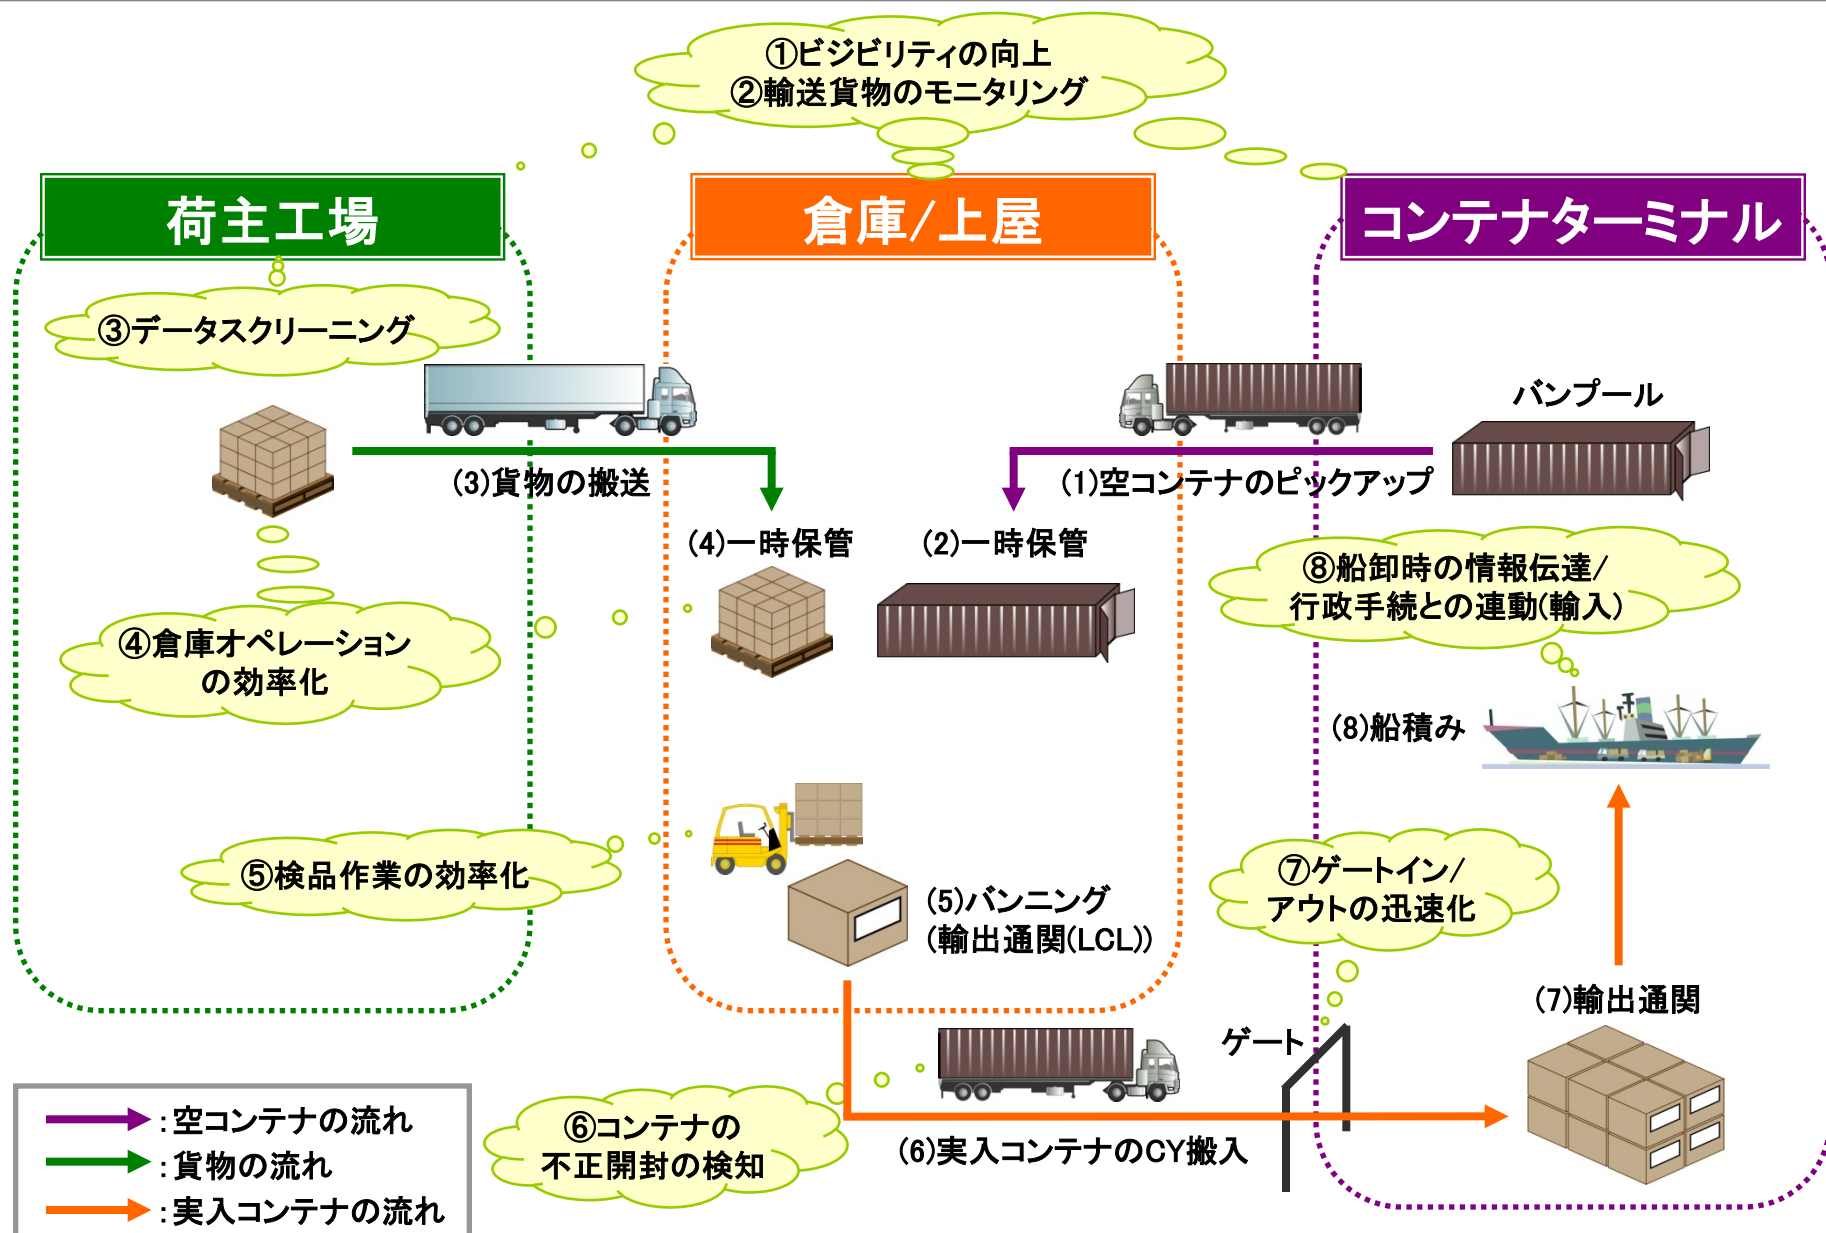 ①ビジビリティの向上
②輸送貨物のモニタリング
荷主工場
倉庫/上屋
コンテナターミナル
③データスクリーニング
バンプール
(3)貨物の搬送
(1)空コンテナのピックアップ
(4)一時保管
(2)一時保管
⑧船卸時の情報伝達/
行政手続との連動(輸入)
④倉庫オペレーション
の効率化
(8)船積み
⑤検品作業の効率化
(5)バンニング
(輸出通関(LCL))
⑦ゲートイン/
アウトの迅速化
(7)輸出通関
ゲート
⑥コンテナの
不正開封の検知
(6)実入コンテナのCY搬入
:空コンテナの流れ
:貨物の流れ
:実入コンテナの流れ